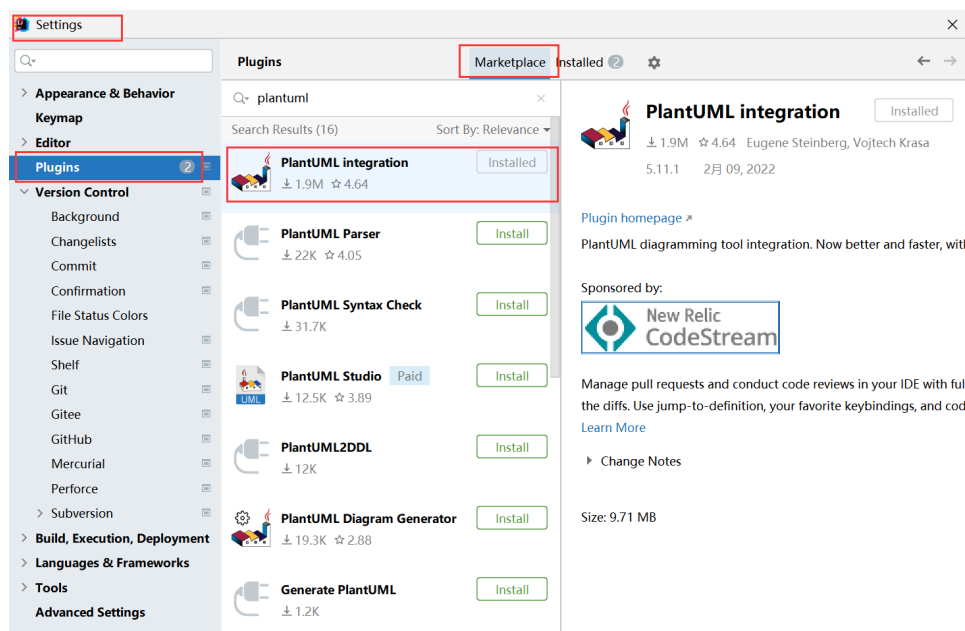 Settings
Plugins
Marketplace
Installed 2
Appearance & Behavior
Keymap
Editor
Plugins 2
Version Control
Background
Changelists
Commit
Confirmation
File Status Colors
Issue Navigation
Shelf
Git
Gitee
GitHub
Mercurial
Perforce
Subversion
Build, Execution, Deployment
Languages & Frameworks
Tools
Advanced Settings
plantuml
Search Results (16) Sort By: Relevance
PlantUML integration Installed
1.9M 4.64
PlantUML Parser Install
22K 4.05
PlantUML Syntax Check Install
31.7K
PlantUML Studio Paid Install
UML 12.5K 3.89
PlantUML2DDL Install
12K
PlantUML Diagram Generator Install
19.3K 2.88
Generate PlantUML Install
1.2K
PlantUML integration Installed
1.9M 4.64 Eugene Steinberg, Vojtech Krasa
5.11.1 2月 09, 2022
Plugin homepage
PlantUML diagramming tool integration. Now better and faster, with
Sponsored by:
New Relic
CodeStream
Manage pull requests and conduct code reviews in your IDE with ful
the diffs. Use jump-to-definition, your favorite keybindings, and cod
Learn More
Change Notes
Size: 9.71 MB